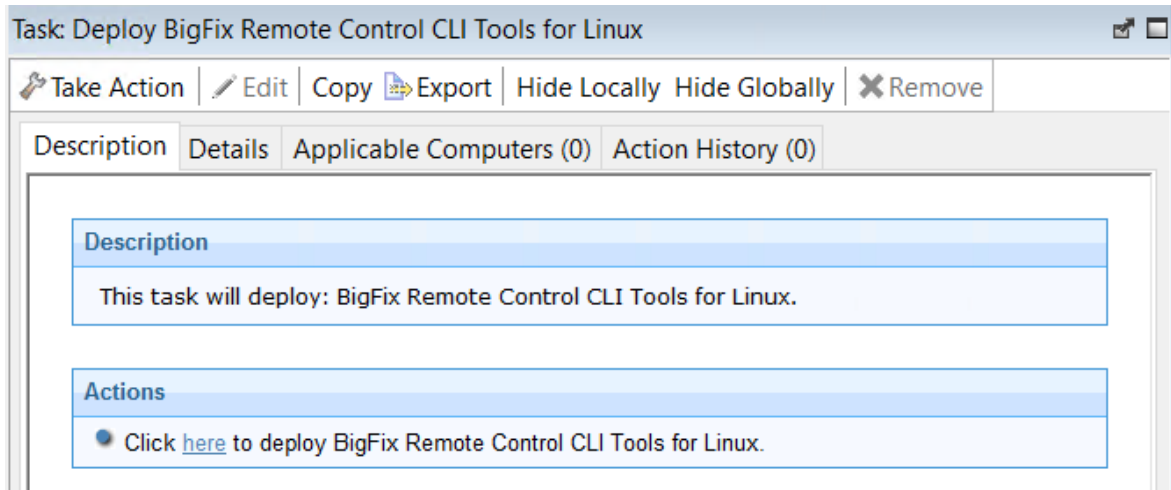 Task: Deploy BigFix Remote Control CLI Tools for Linux
Take Action Edit Copy Export Hide Locally Hide Globally Remove
Description Details Applicable Computers (0) Action History (0)
Description
This task will deploy: BigFix Remote Control CLI Tools for Linux.
Actions
Click here to deploy BigFix Remote Control CLI Tools for Linux.